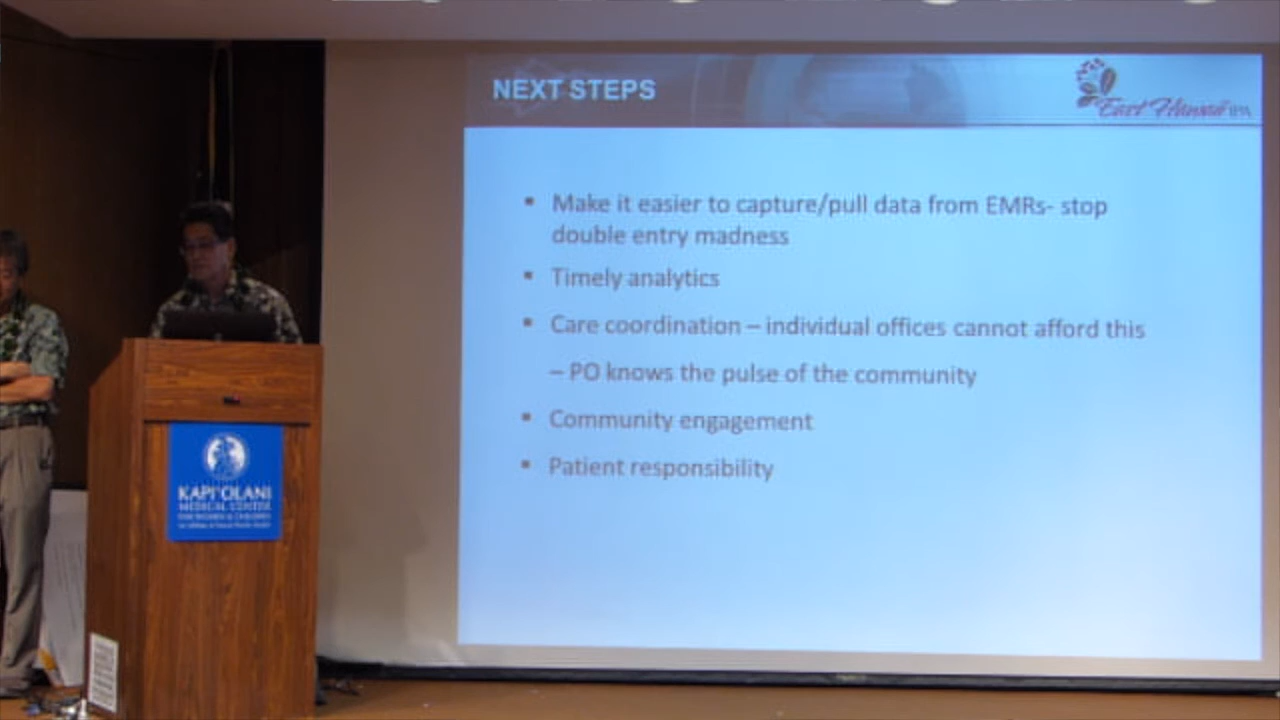 NEXT STEPS
East Hawaii IPA
▪ Make it easier to capture/pull data from EMRs- stop
double entry madness
▪ Timely analytics
▪ Care coordination – individual offices cannot afford this
– PO knows the pulse of the community
▪ Community engagement
▪ Patient responsibility
KAPI'OLANI
MEDICAL CENTER
FOR WOMEN & CHILDREN